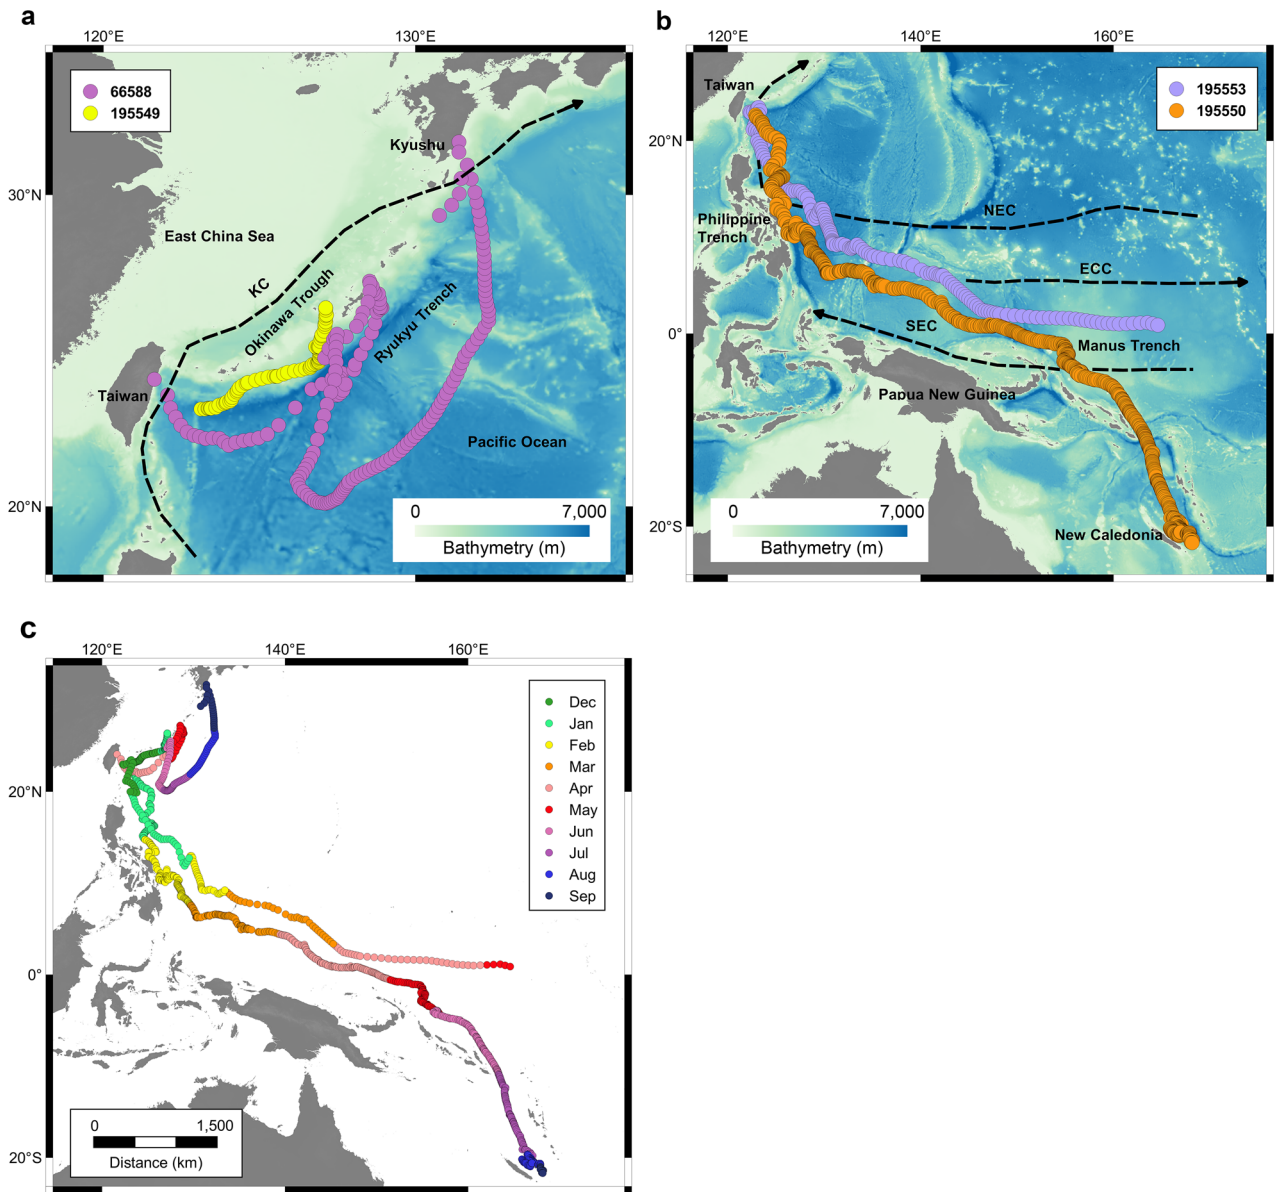 a
120°E
130°E
66588
195549
Kyushu
30°N
East China Sea
KC
Okinawa Trough
Ryukyu Trench
Taiwan
Pacific Ocean
20°N
0
7,000
Bathymetry (m)
b
120°E
140°E
160°E
Taiwan
195553
195550
20°N
NEC
Philippine
Trench
ECC
SEC
0°
Manus Trench
Papua New Guinea
20°S
New Caledonia
0
7,000
Bathymetry (m)
c
120°E
140°E
160°E
Dec
Jan
Feb
Mar
Apr
May
Jun
Jul
Aug
Sep
20°N
0°
0
1,500
Distance (km)
20°S